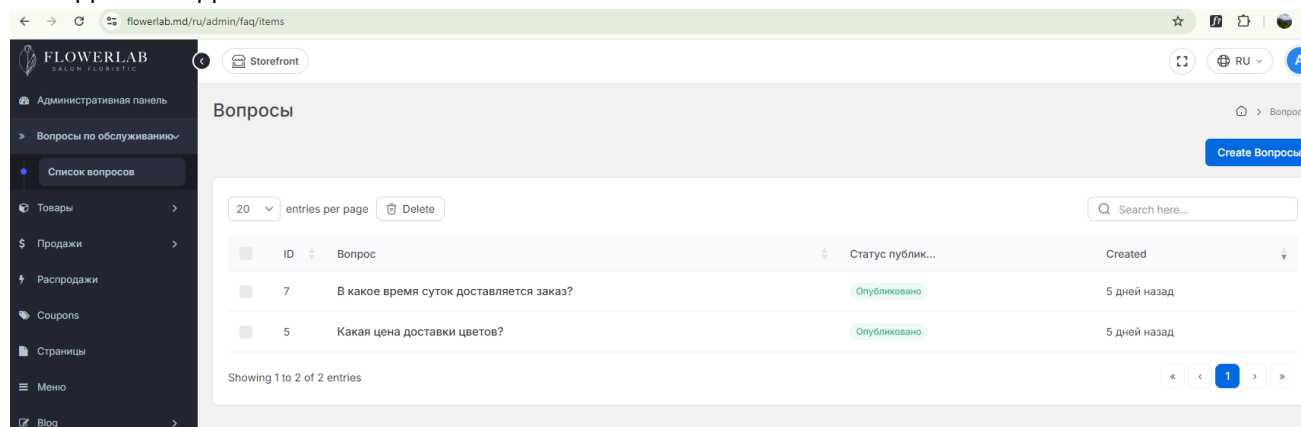 flowerlab.md/ru/admin/faq/items
FLOWERLAB
SALON FLORISTIC
Storefront
RU
Административная панель
Вопросы по обслуживанию
Список вопросов
Товары
$ Продажи
Распродажи
Coupons
Страницы
Меню
Blog
Вопросы
Create Вопросы
20 entries per page Delete
Search here...
ID Вопрос Статус публик... Created
7 В какое время суток доставляется заказ? Опубликовано 5 дней назад
5 Какая цена доставки цветов? Опубликовано 5 дней назад
Showing 1 to 2 of 2 entries
« ‹ 1 › »